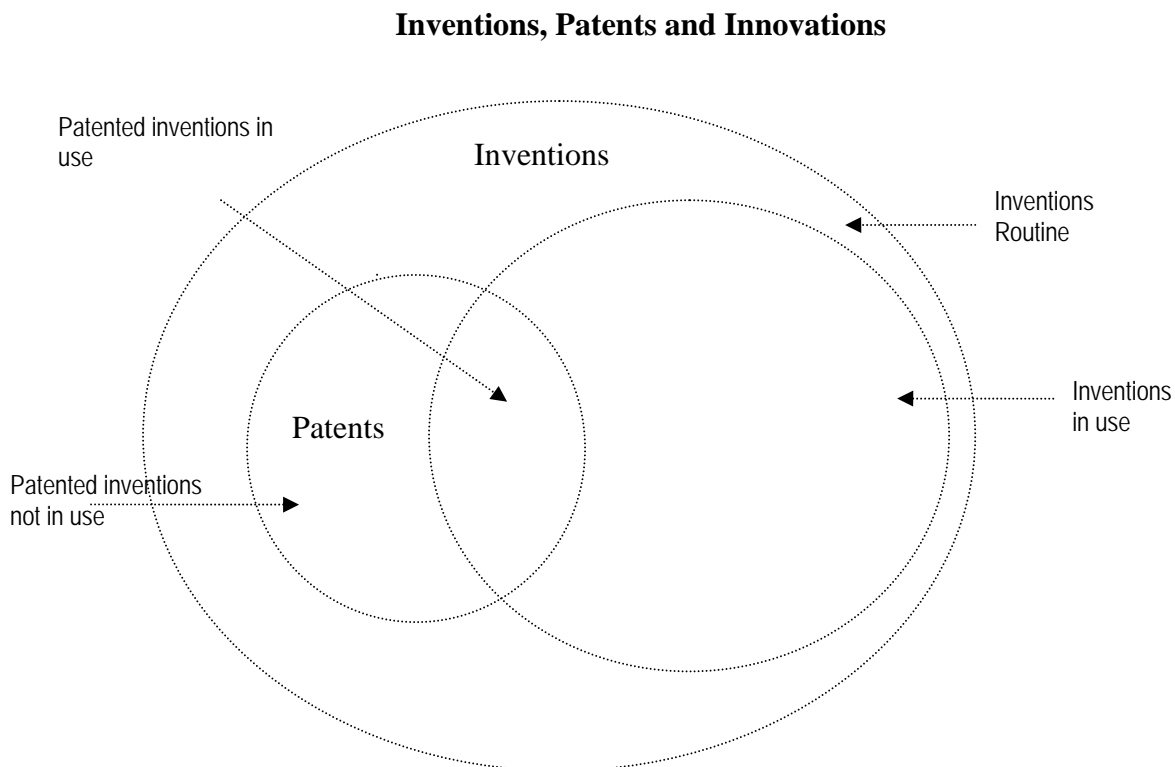 Inventions, Patents and Innovations
Patented inventions in
use
Inventions
Inventions
Routine
Inventions
in use
Patents
Patented inventions
not in use